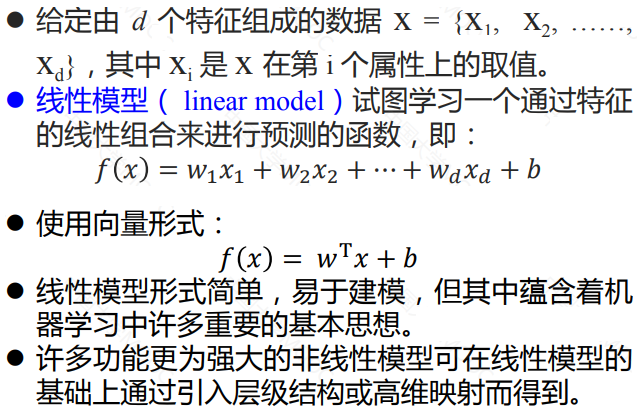 ● 给定由 d 个特征组成的数据 X = {X₁, X₂, ……,
X_d}，其中 X_i 是 X 在第 i 个属性上的取值。
● 线性模型（ linear model）试图学习一个通过特征
的线性组合来进行预测的函数，即：
f(x) = w₁x₁ + w₂x₂ + ⋯ + w_d x_d + b
● 使用向量形式：
f(x) = wᵀx + b
● 线性模型形式简单，易于建模，但其中蕴含着机
器学习中许多重要的基本思想。
● 许多功能更为强大的非线性模型可在线性模型的
基础上通过引入层级结构或高维映射而得到。